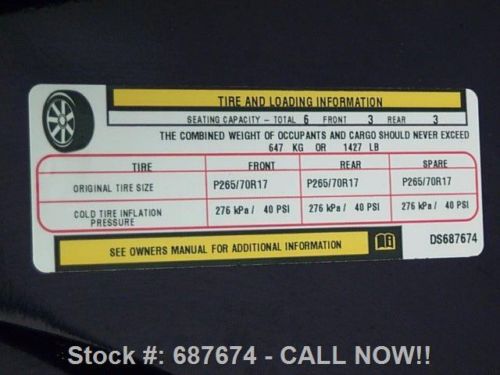 TIRE AND LOADING INFORMATION
SEATING CAPACITY - TOTAL 6 FRONT 3 REAR 3
THE COMBINED WEIGHT OF OCCUPANTS AND CARGO SHOULD NEVER EXCEED
647 KG OR 1427 LB
TIRE FRONT REAR SPARE
ORIGINAL TIRE SIZE P265/70R17 P265/70R17 P265/70R17
COLD TIRE INFLATION PRESSURE 276 kPa / 40 PSI 276 kPa / 40 PSI 276 kPa / 40 PSI
SEE OWNERS MANUAL FOR ADDITIONAL INFORMATION
DS687674
Stock #: 687674 - CALL NOW!!